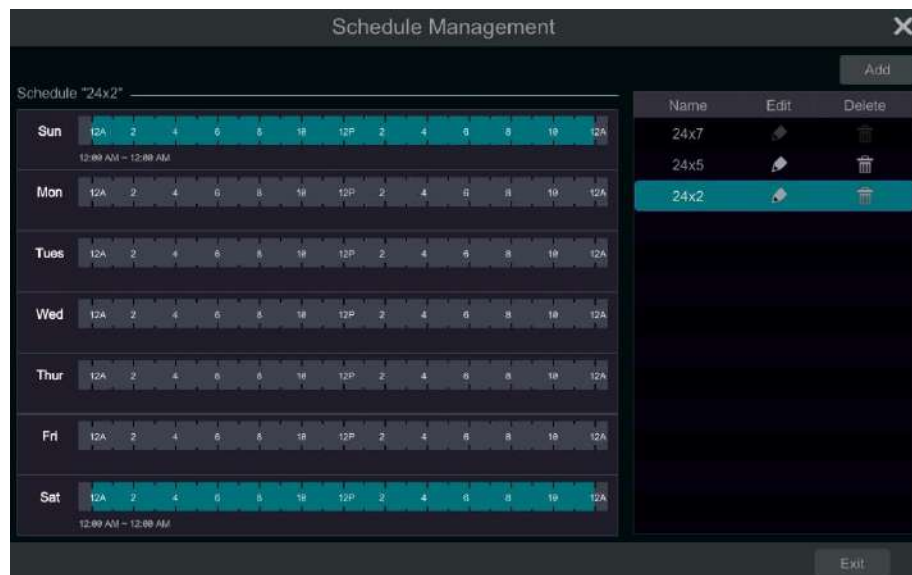 Schedule Management
Add
Schedule "24x2"
Name Edit Delete
Sun 12A 2 4 6 8 10 12P 2 4 6 8 10 12A
12:00 AM ~ 12:00 AM
24x7
24x5
24x2
Mon 12A 2 4 6 8 10 12P 2 4 6 8 10 12A
Tues 12A 2 4 6 8 10 12P 2 4 6 8 10 12A
Wed 12A 2 4 6 8 10 12P 2 4 6 8 10 12A
Thur 12A 2 4 6 8 10 12P 2 4 6 8 10 12A
Fri 12A 2 4 6 8 10 12P 2 4 6 8 10 12A
Sat 12A 2 4 6 8 10 12P 2 4 6 8 10 12A
12:00 AM ~ 12:00 AM
Exit